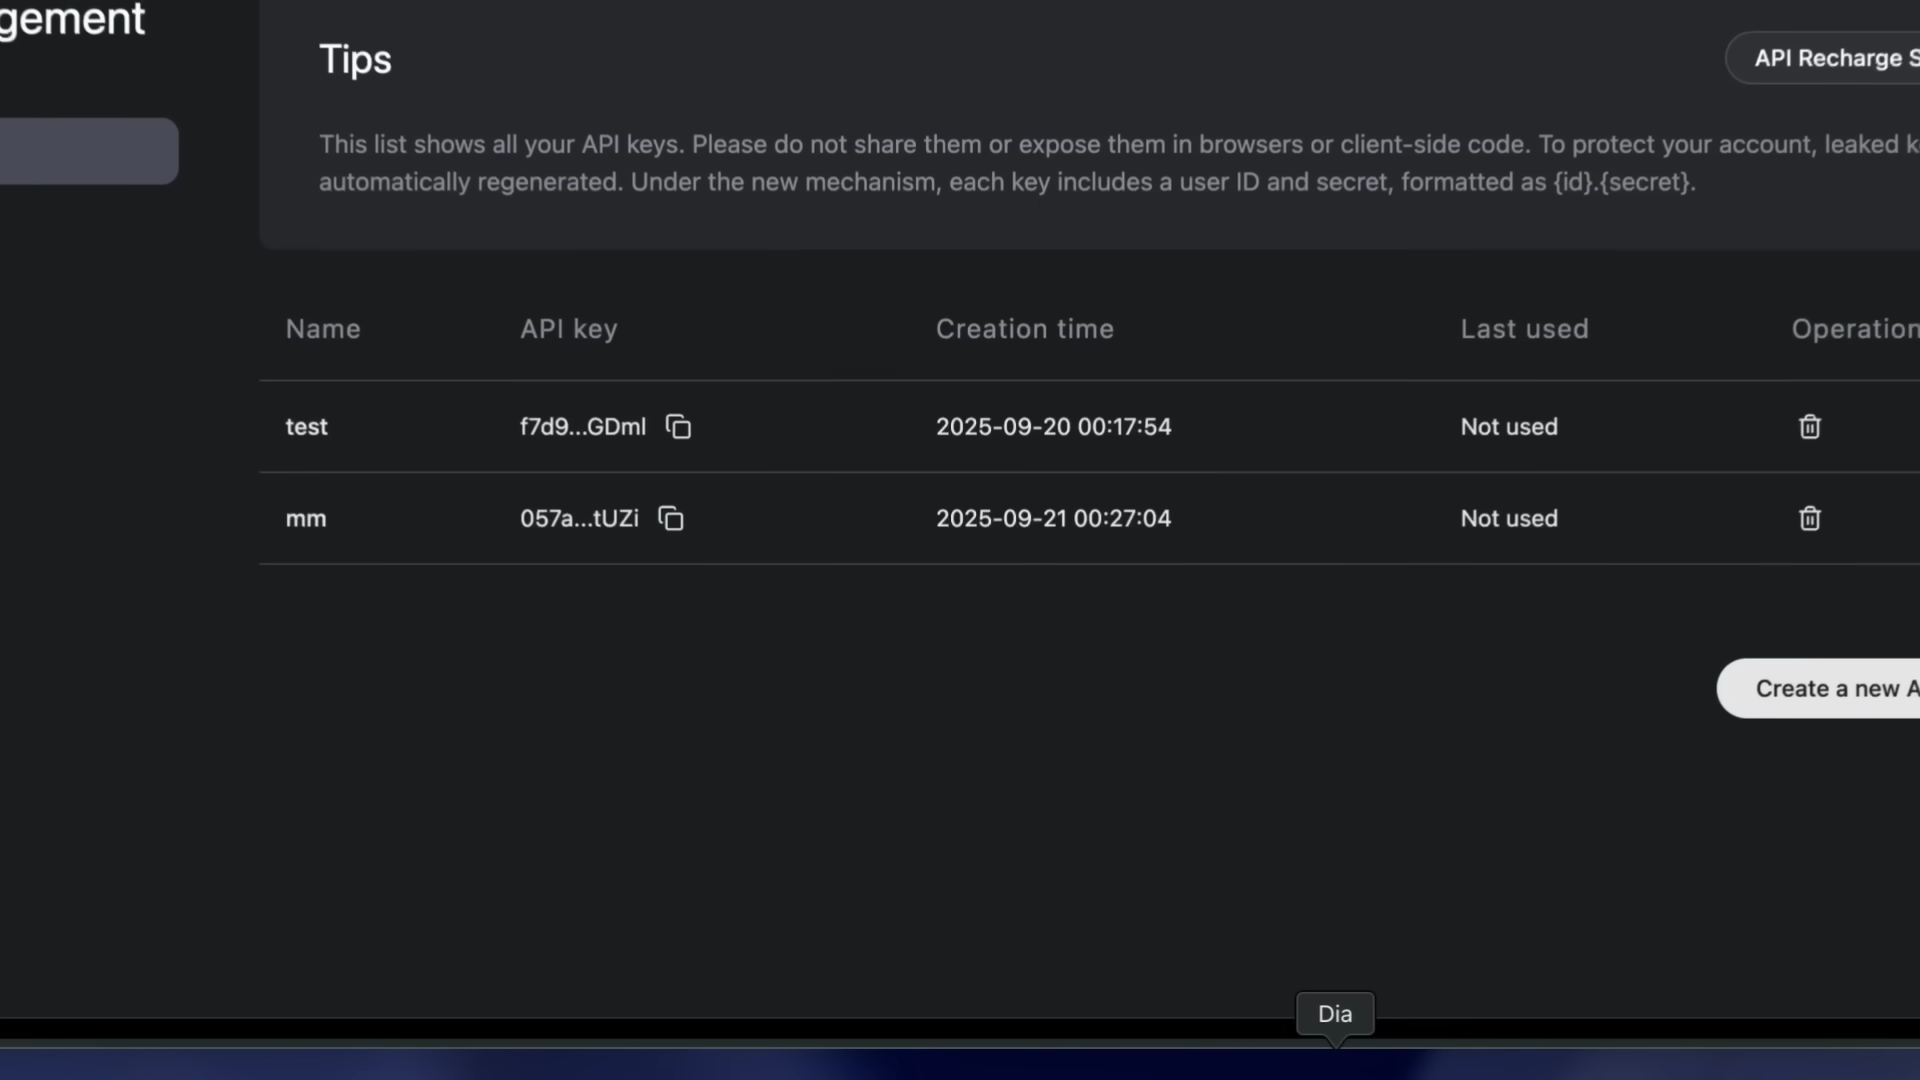 gement
Tips
API Recharge S
This list shows all your API keys. Please do not share them or expose them in browsers or client-side code. To protect your account, leaked k
automatically regenerated. Under the new mechanism, each key includes a user ID and secret, formatted as {id}.{secret}.
Name API key Creation time Last used Operation
test f7d9...GDml 2025-09-20 00:17:54 Not used
mm 057a...tUZi 2025-09-21 00:27:04 Not used
Create a new A
Dia